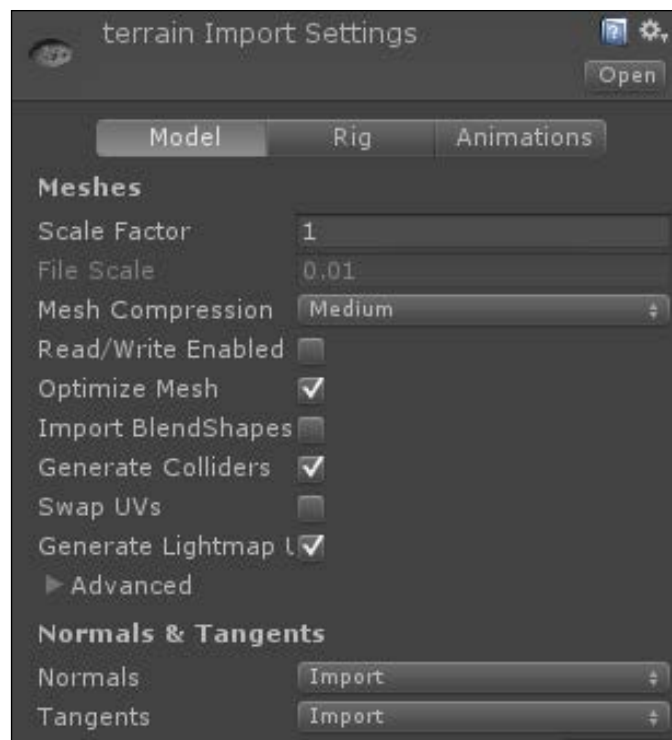 terrain Import Settings
Open
Model Rig Animations
Meshes
Scale Factor 1
File Scale 0.01
Mesh Compression Medium
Read/Write Enabled
Optimize Mesh
Import BlendShapes
Generate Colliders
Swap UVs
Generate Lightmap U
Advanced
Normals & Tangents
Normals Import
Tangents Import